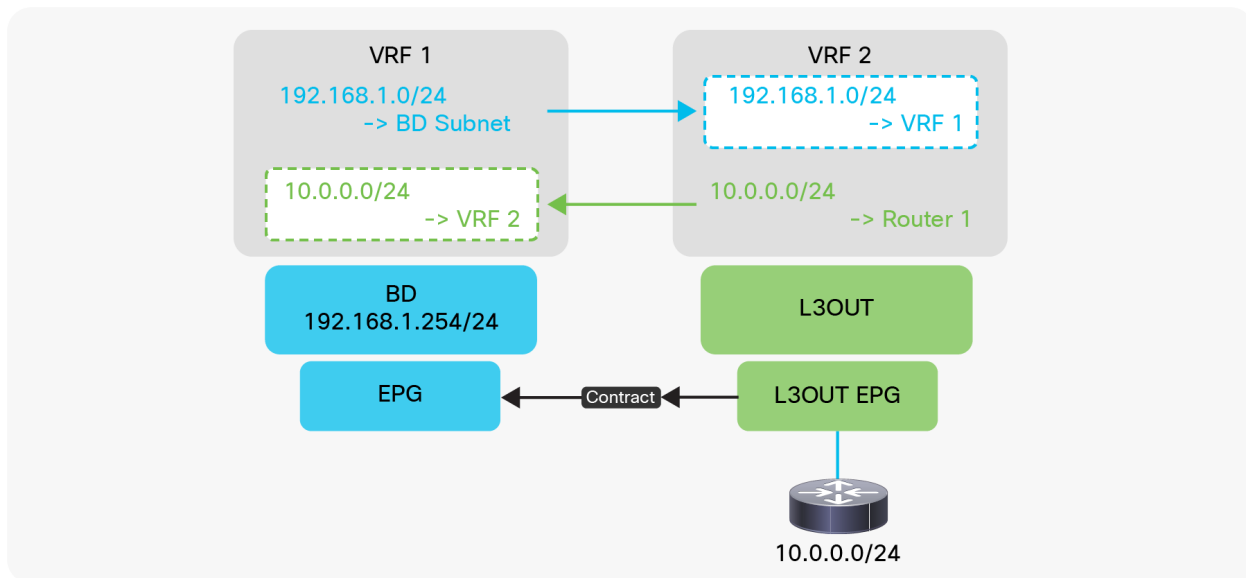 VRF 1
192.168.1.0/24
-> BD Subnet
10.0.0.0/24
-> VRF 2
BD
192.168.1.254/24
EPG
Contract
VRF 2
192.168.1.0/24
-> VRF 1
10.0.0.0/24
-> Router 1
L3OUT
L3OUT EPG
10.0.0.0/24